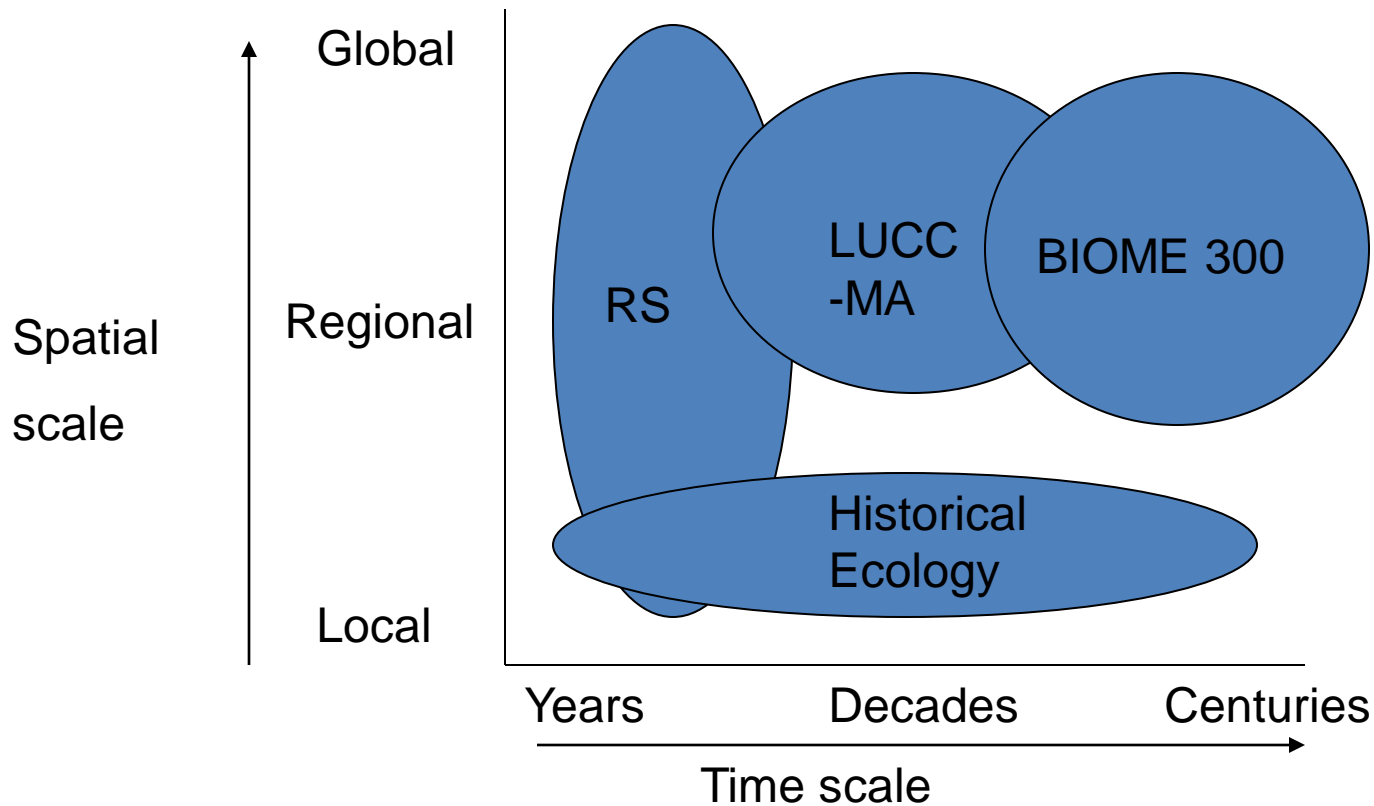 Global
LUCC
-MA
BIOME 300
RS
Regional
Spatial
scale
Historical
Ecology
Local
Years
Decades
Centuries
Time scale